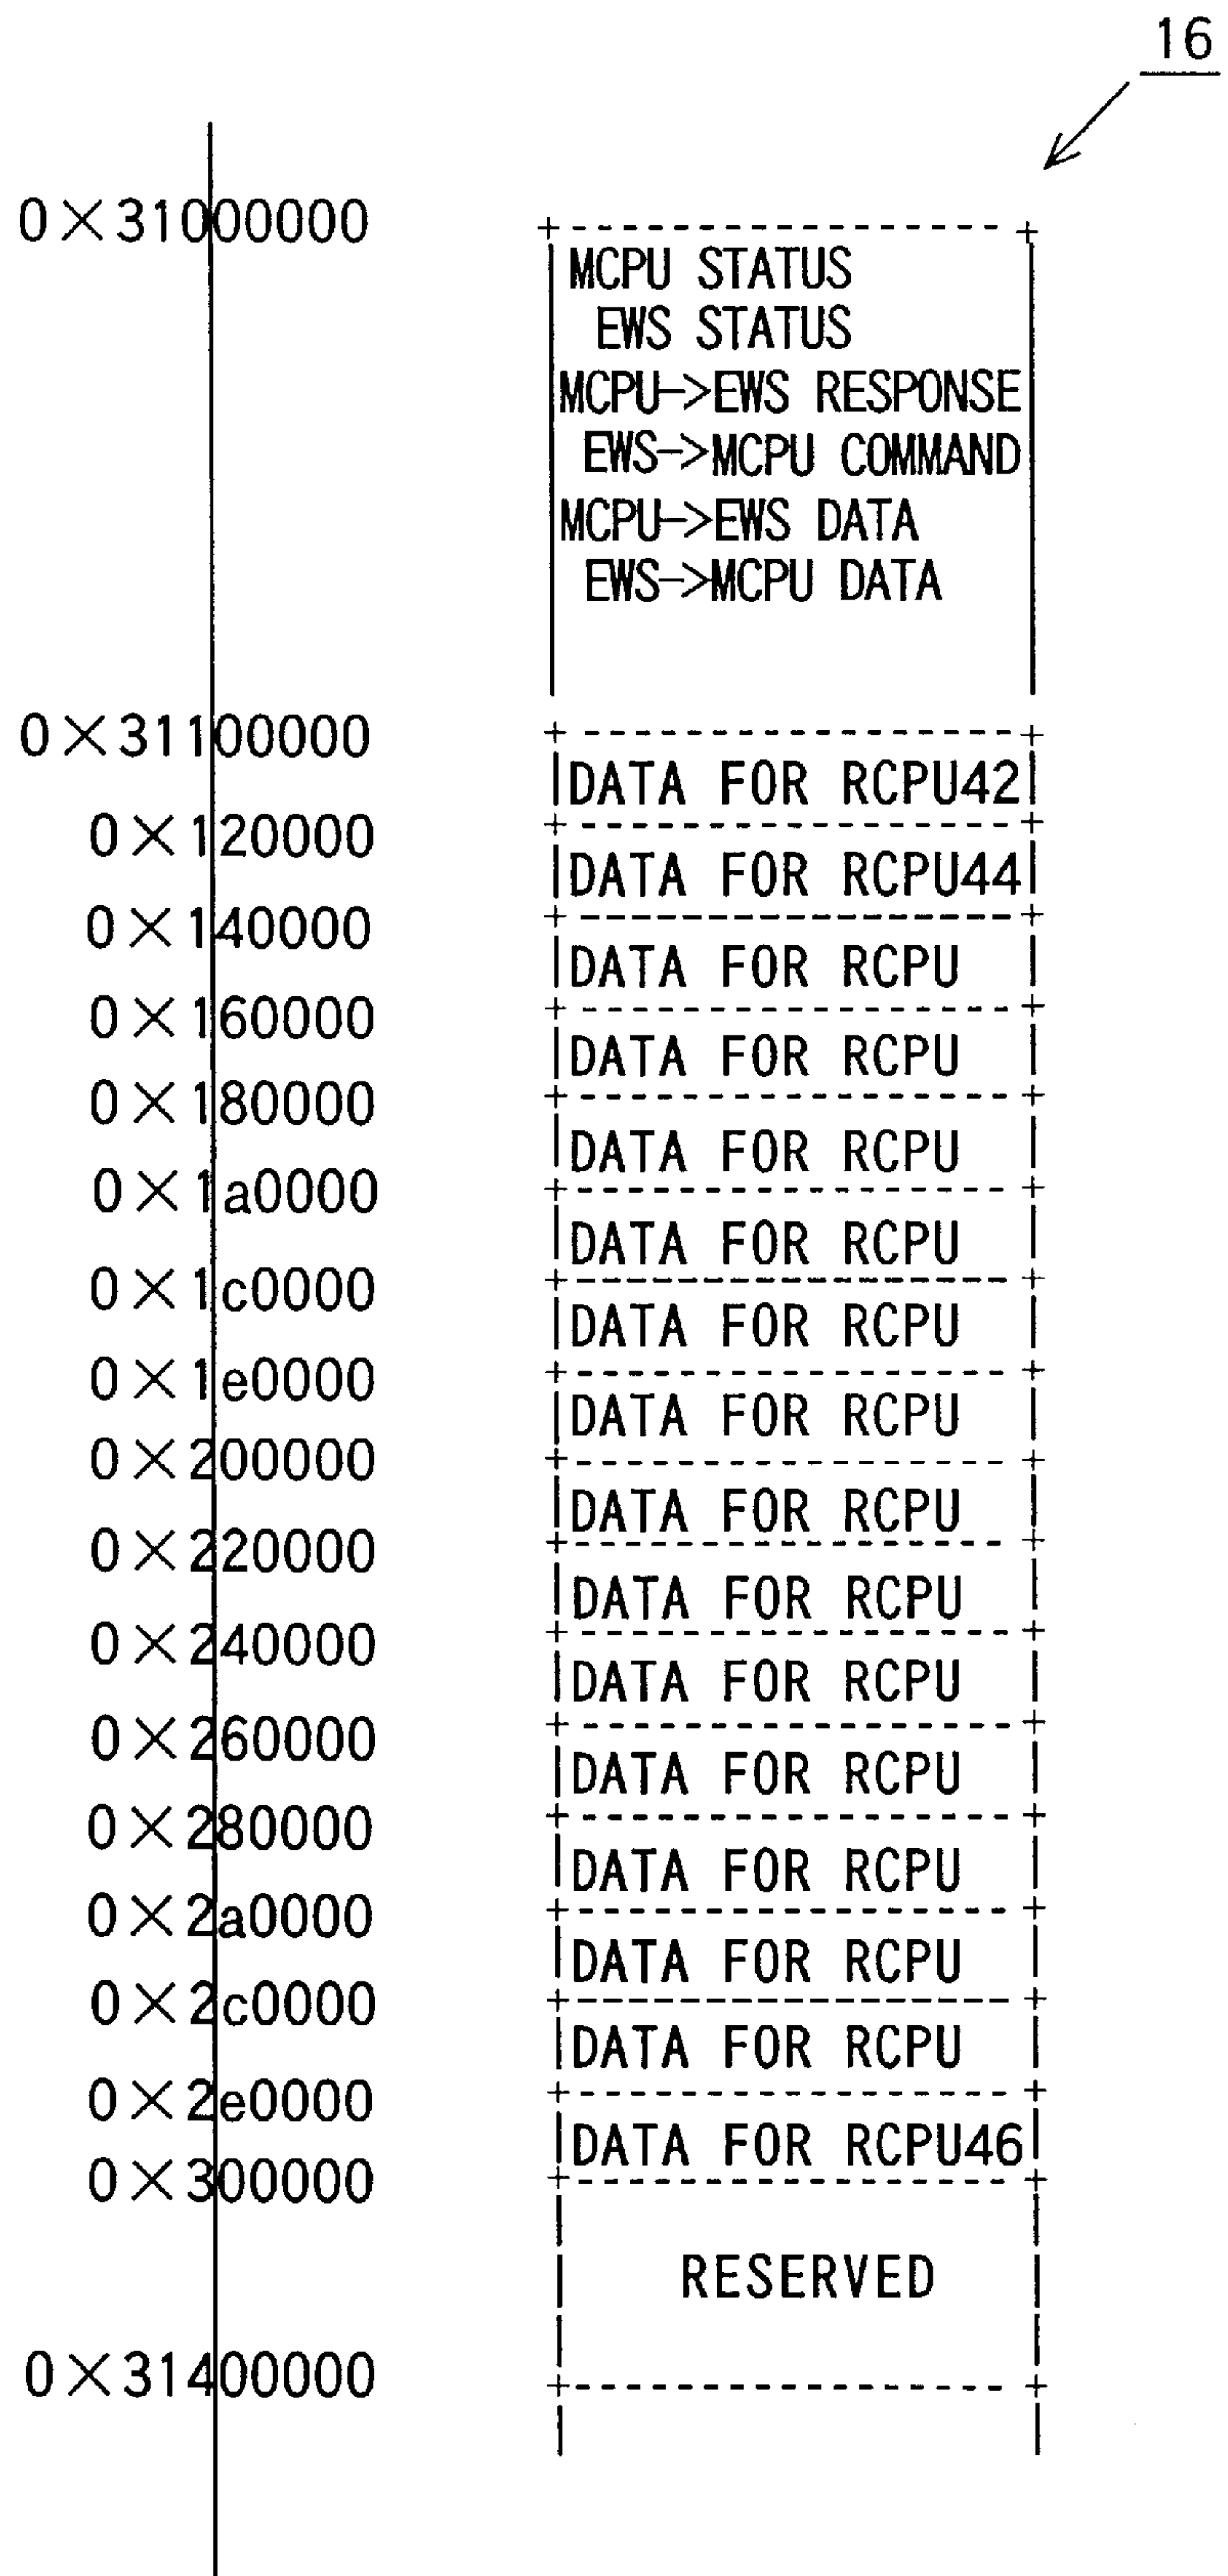 16
0×31000000
MCPU STATUS
EWS STATUS
MCPU->EWS RESPONSE
EWS->MCPU COMMAND
MCPU->EWS DATA
EWS->MCPU DATA
0×31100000
DATA FOR RCPU42
0×120000
DATA FOR RCPU44
0×140000
DATA FOR RCPU
0×160000
DATA FOR RCPU
0×180000
DATA FOR RCPU
0×1a0000
DATA FOR RCPU
0×1c0000
DATA FOR RCPU
0×1e0000
DATA FOR RCPU
0×200000
DATA FOR RCPU
0×220000
DATA FOR RCPU
0×240000
DATA FOR RCPU
0×260000
DATA FOR RCPU
0×280000
DATA FOR RCPU
0×2a0000
DATA FOR RCPU
0×2c0000
DATA FOR RCPU
0×2e0000
DATA FOR RCPU46
0×300000
RESERVED
0×31400000